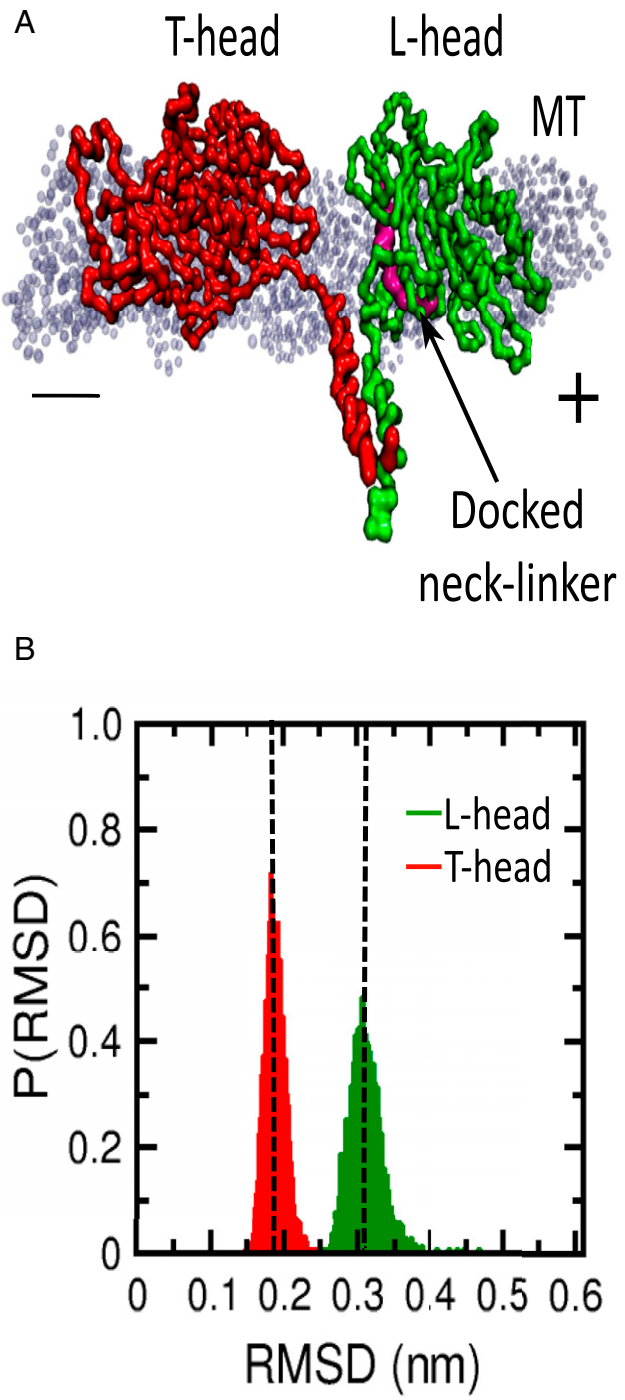 A
T-head L-head
MT
— +
Docked
neck-linker
B
1.0
0.8
0.6
0.4
0.2
0
P(RMSD)
L-head
T-head
0 0.1 0.2 0.3 0.4 0.5 0.6
RMSD (nm)